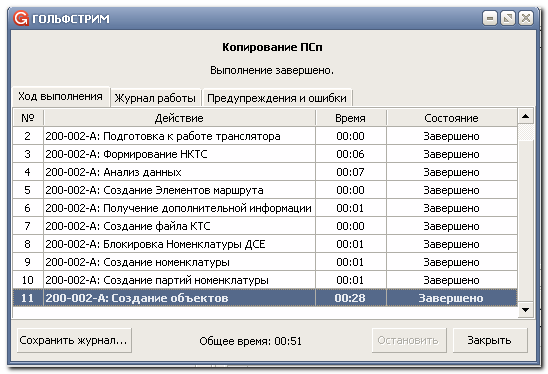 ГОЛЬФСТРИМ
Копирование ПСп
Выполнение завершено.
Ход выполнения Журнал работы Предупреждения и ошибки
№ Действие Время Состояние
2 200-002-А: Подготовка к работе транслятора 00:00 Завершено
3 200-002-А: Формирование НКТС 00:06 Завершено
4 200-002-А: Анализ данных 00:07 Завершено
5 200-002-А: Создание Элементов маршрута 00:00 Завершено
6 200-002-А: Получение дополнительной информации 00:01 Завершено
7 200-002-А: Создание файла КТС 00:00 Завершено
8 200-002-А: Блокировка Номенклатуры ДСЕ 00:01 Завершено
9 200-002-А: Создание номенклатуры 00:01 Завершено
10 200-002-А: Создание партий номенклатуры 00:01 Завершено
11 200-002-А: Создание объектов 00:28 Завершено
Сохранить журнал... Общее время: 00:51 Остановить Закрыть